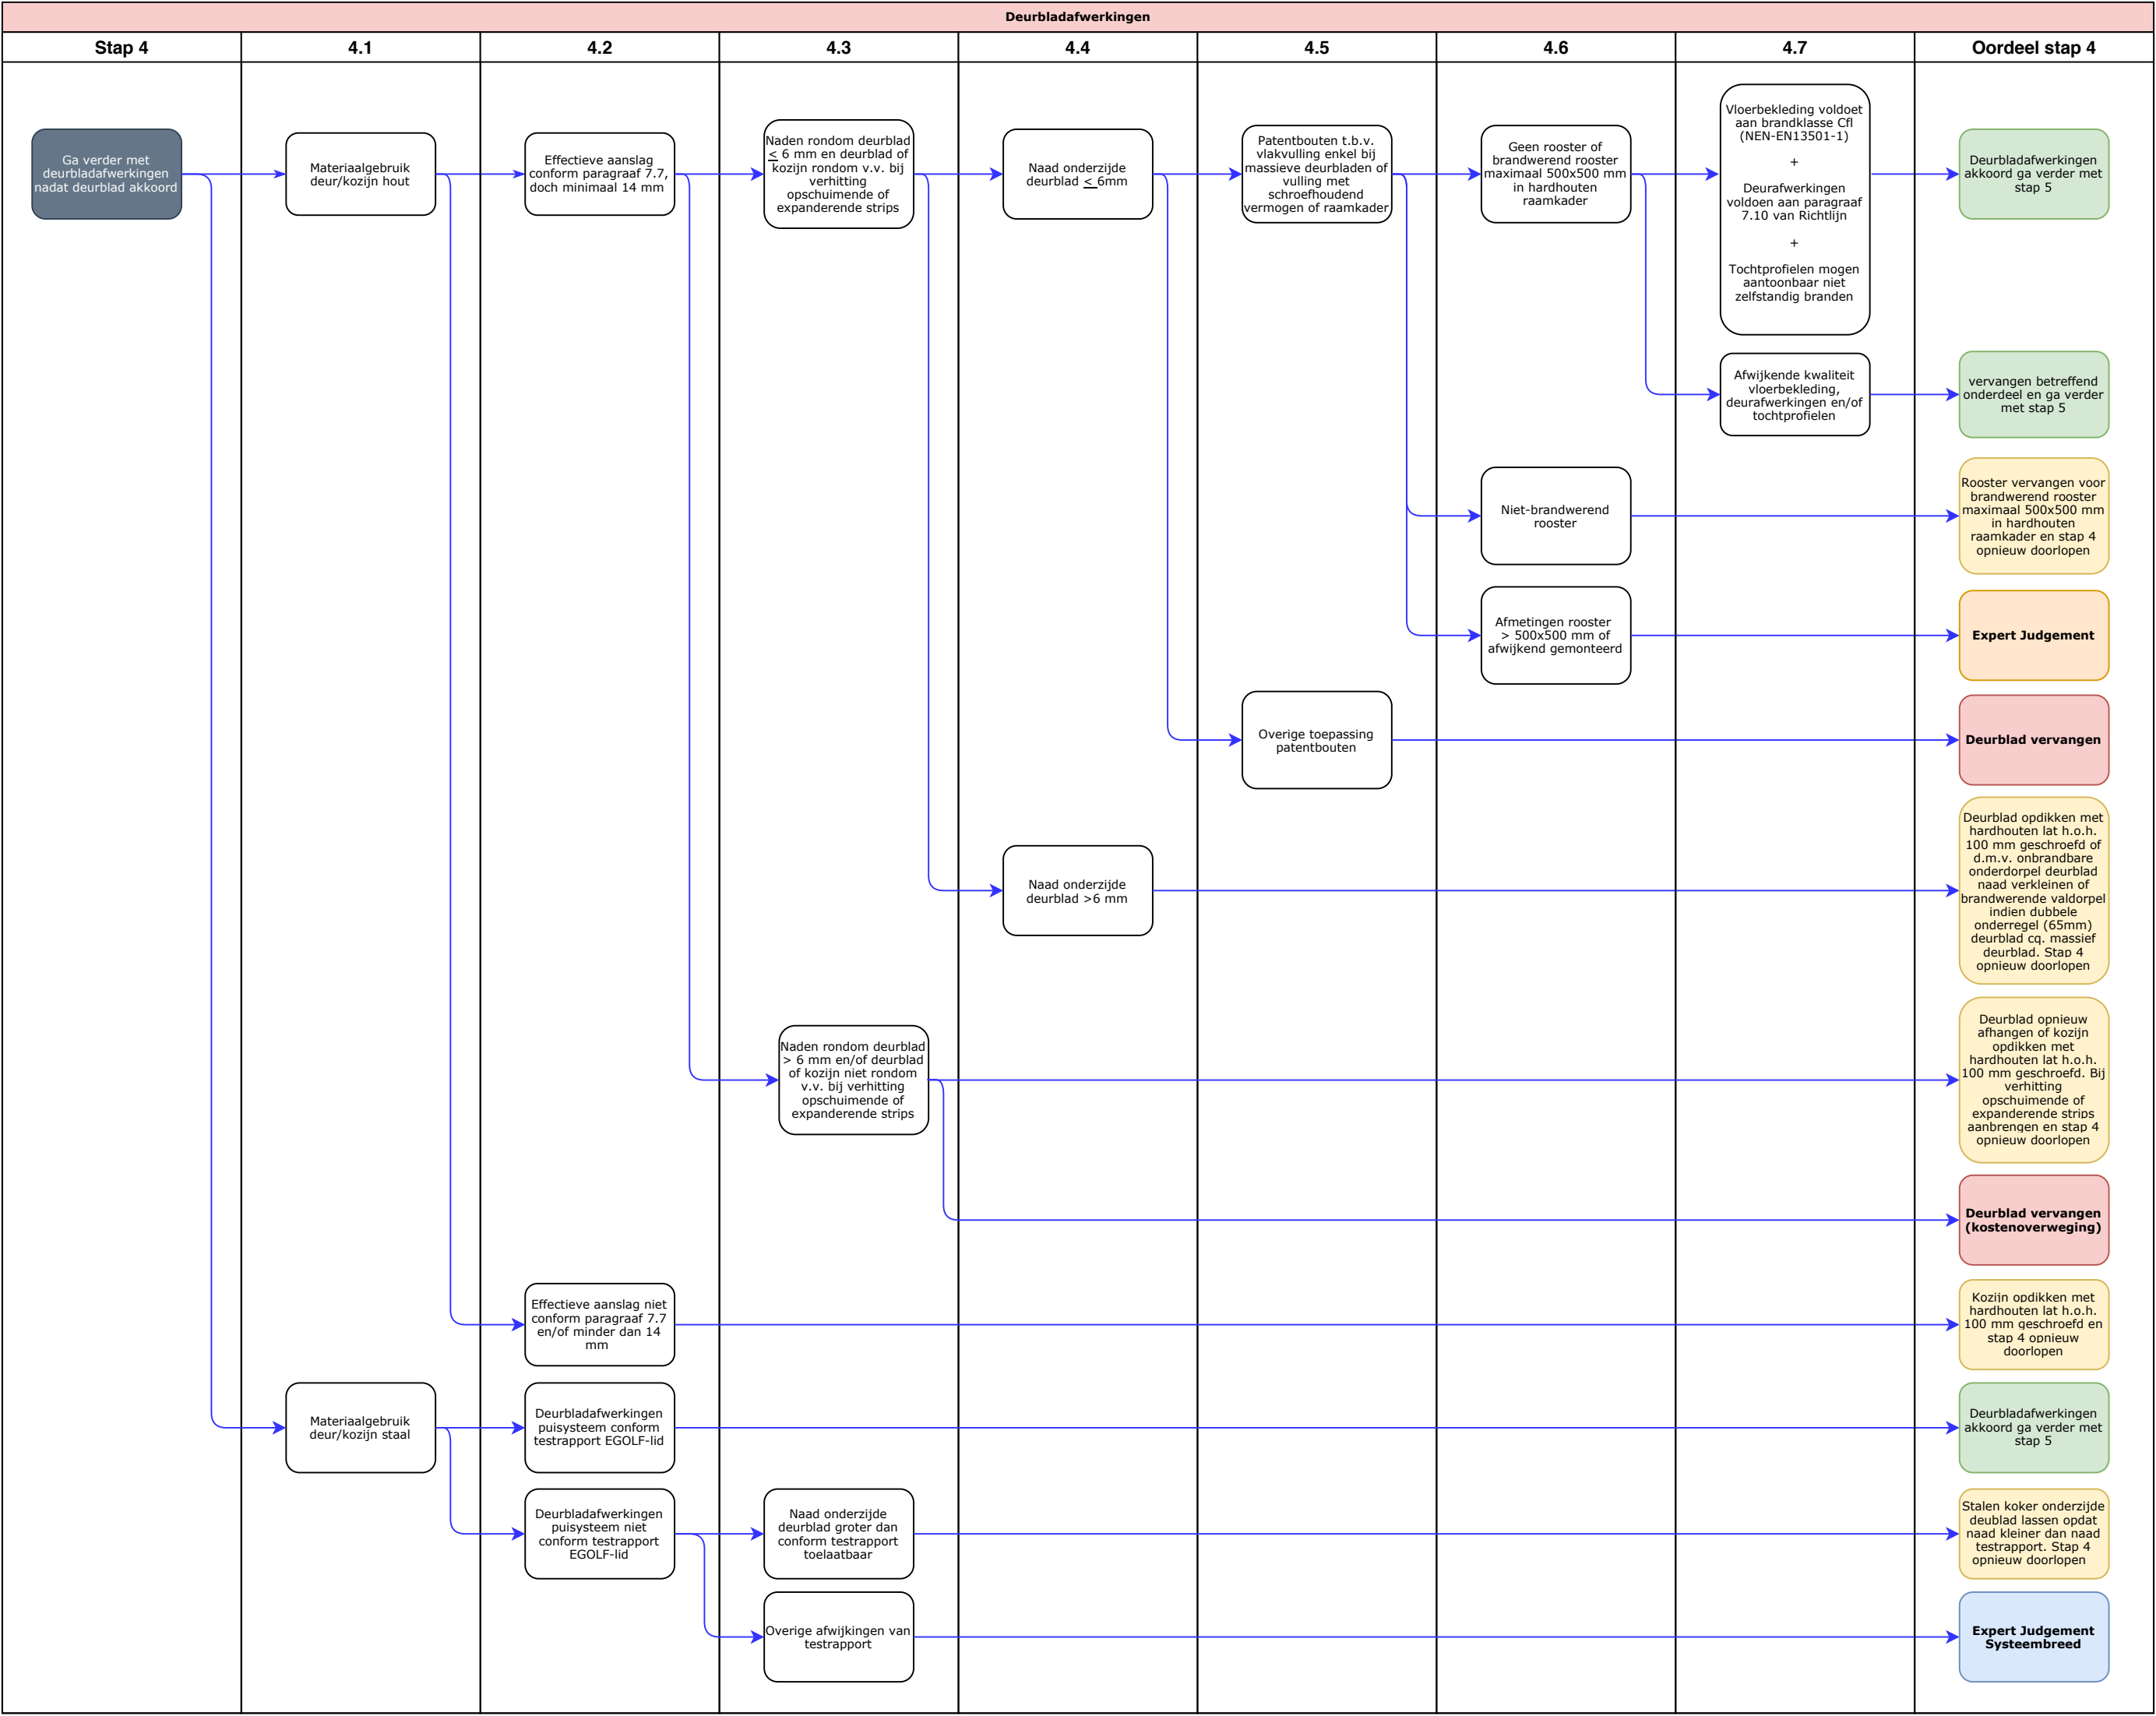 Deurbladafwerkingen
Stap 4
4.1
4.2
4.3
4.4
4.5
4.6
4.7
Oordeel stap 4
Ga verder met
deurbladafwerkingen
nadat deurblad akkoord
Materiaalgebruik
deur/kozijn hout
Effectieve aanslag
conform paragraaf 7.7,
doch minimaal 14 mm
Naden rondom deurblad
< 6 mm en deurblad of
kozijn rondom v.v. bij
verhitting
opschuimende of
expanderende strips
Naad onderzijde
deurblad < 6mm
Patentbouten t.b.v.
vlakvulling enkel bij
massieve deurbladen of
vulling met
schroefhoudend
vermogen of raamkader
Geen rooster of
brandwerend rooster
maximaal 500x500 mm
in hardhouten
raamkader
Vloerbekleding voldoet
aan brandklasse Cfl
(NEN-EN13501-1)
+
Deurafwerkingen
voldoen aan paragraaf
7.10 van Richtlijn
+
Tochtprofielen mogen
aantoonbaar niet
zelfstandig branden
Deurbladafwerkingen
akkoord ga verder met
stap 5
Afwijkende kwaliteit
vloerbekleding,
deurafwerkingen en/of
tochtprofielen
vervangen betreffend
onderdeel en ga verder
met stap 5
Niet-brandwerend
rooster
Rooster vervangen voor
brandwerend rooster
maximaal 500x500 mm
in hardhouten
raamkader en stap 4
opnieuw doorlopen
Afmetingen rooster
> 500x500 mm of
afwijkend gemonteerd
Expert Judgement
Overige toepassing
patentbouten
Deurblad vervangen
Naad onderzijde
deurblad >6 mm
Deurblad opdikken met
hardhouten lat h.o.h.
100 mm geschroefd of
d.m.v. onbrandbare
onderdorpel deurblad
naad verkleinen of
brandwerende valdorpel
indien dubbele
onderregel (65mm)
deurblad cq. massief
deurblad. Stap 4
opnieuw doorlopen
Naden rondom deurblad
> 6 mm en/of deurblad
of kozijn niet rondom
v.v. bij verhitting
opschuimende of
expanderende strips
Deurblad opnieuw
afhangen of kozijn
opdikken met
hardhouten lat h.o.h.
100 mm geschroefd. Bij
verhitting
opschuimende of
expanderende strips
aanbrengen en stap 4
opnieuw doorlopen
Deurblad vervangen
(kostenoverweging)
Effectieve aanslag niet
conform paragraaf 7.7
en/of minder dan 14
mm
Kozijn opdikken met
hardhouten lat h.o.h.
100 mm geschroefd en
stap 4 opnieuw
doorlopen
Materiaalgebruik
deur/kozijn staal
Deurbladafwerkingen
puisysteem conform
testrapport EGOLF-lid
Deurbladafwerkingen
akkoord ga verder met
stap 5
Deurbladafwerkingen
puisysteem niet
conform testrapport
EGOLF-lid
Naad onderzijde
deurblad groter dan
conform testrapport
toelaatbaar
Stalen koker onderzijde
deublad lassen opdat
naad kleiner dan naad
testrapport. Stap 4
opnieuw doorlopen
Overige afwijkingen van
testrapport
Expert Judgement
Systeembreed